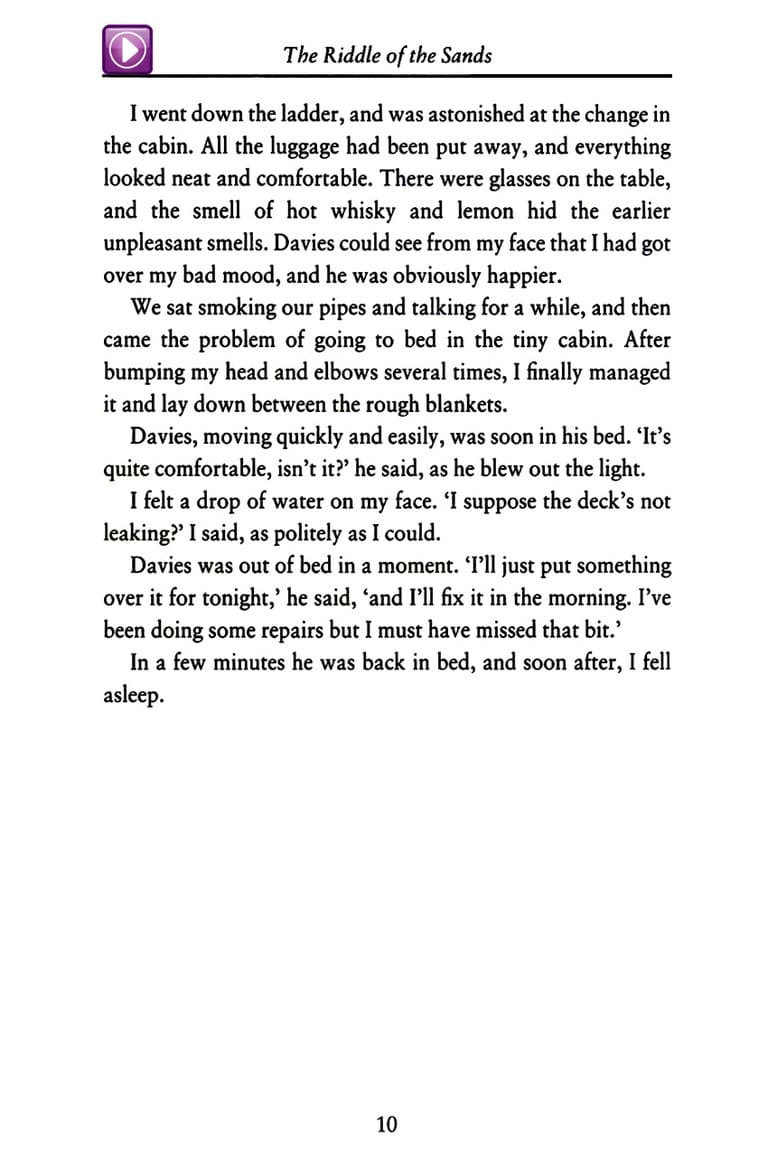 The Riddle of the Sands
I went down the ladder, and was astonished at the change in
the cabin. All the luggage had been put away, and everything
looked neat and comfortable. There were glasses on the table,
and the smell of hot whisky and lemon hid the earlier
unpleasant smells. Davies could see from my face that I had got
over my bad mood, and he was obviously happier.
We sat smoking our pipes and talking for a while, and then
came the problem of going to bed in the tiny cabin. After
bumping my head and elbows several times, I finally managed
it and lay down between the rough blankets.
Davies, moving quickly and easily, was soon in his bed. ‘It’s
quite comfortable, isn’t it?’ he said, as he blew out the light.
I felt a drop of water on my face. ‘I suppose the deck’s not
leaking?’ I said, as politely as I could.
Davies was out of bed in a moment. ‘I’ll just put something
over it for tonight,’ he said, ‘and I’ll fix it in the morning. I’ve
been doing some repairs but I must have missed that bit.’
In a few minutes he was back in bed, and soon after, I fell
asleep.
10